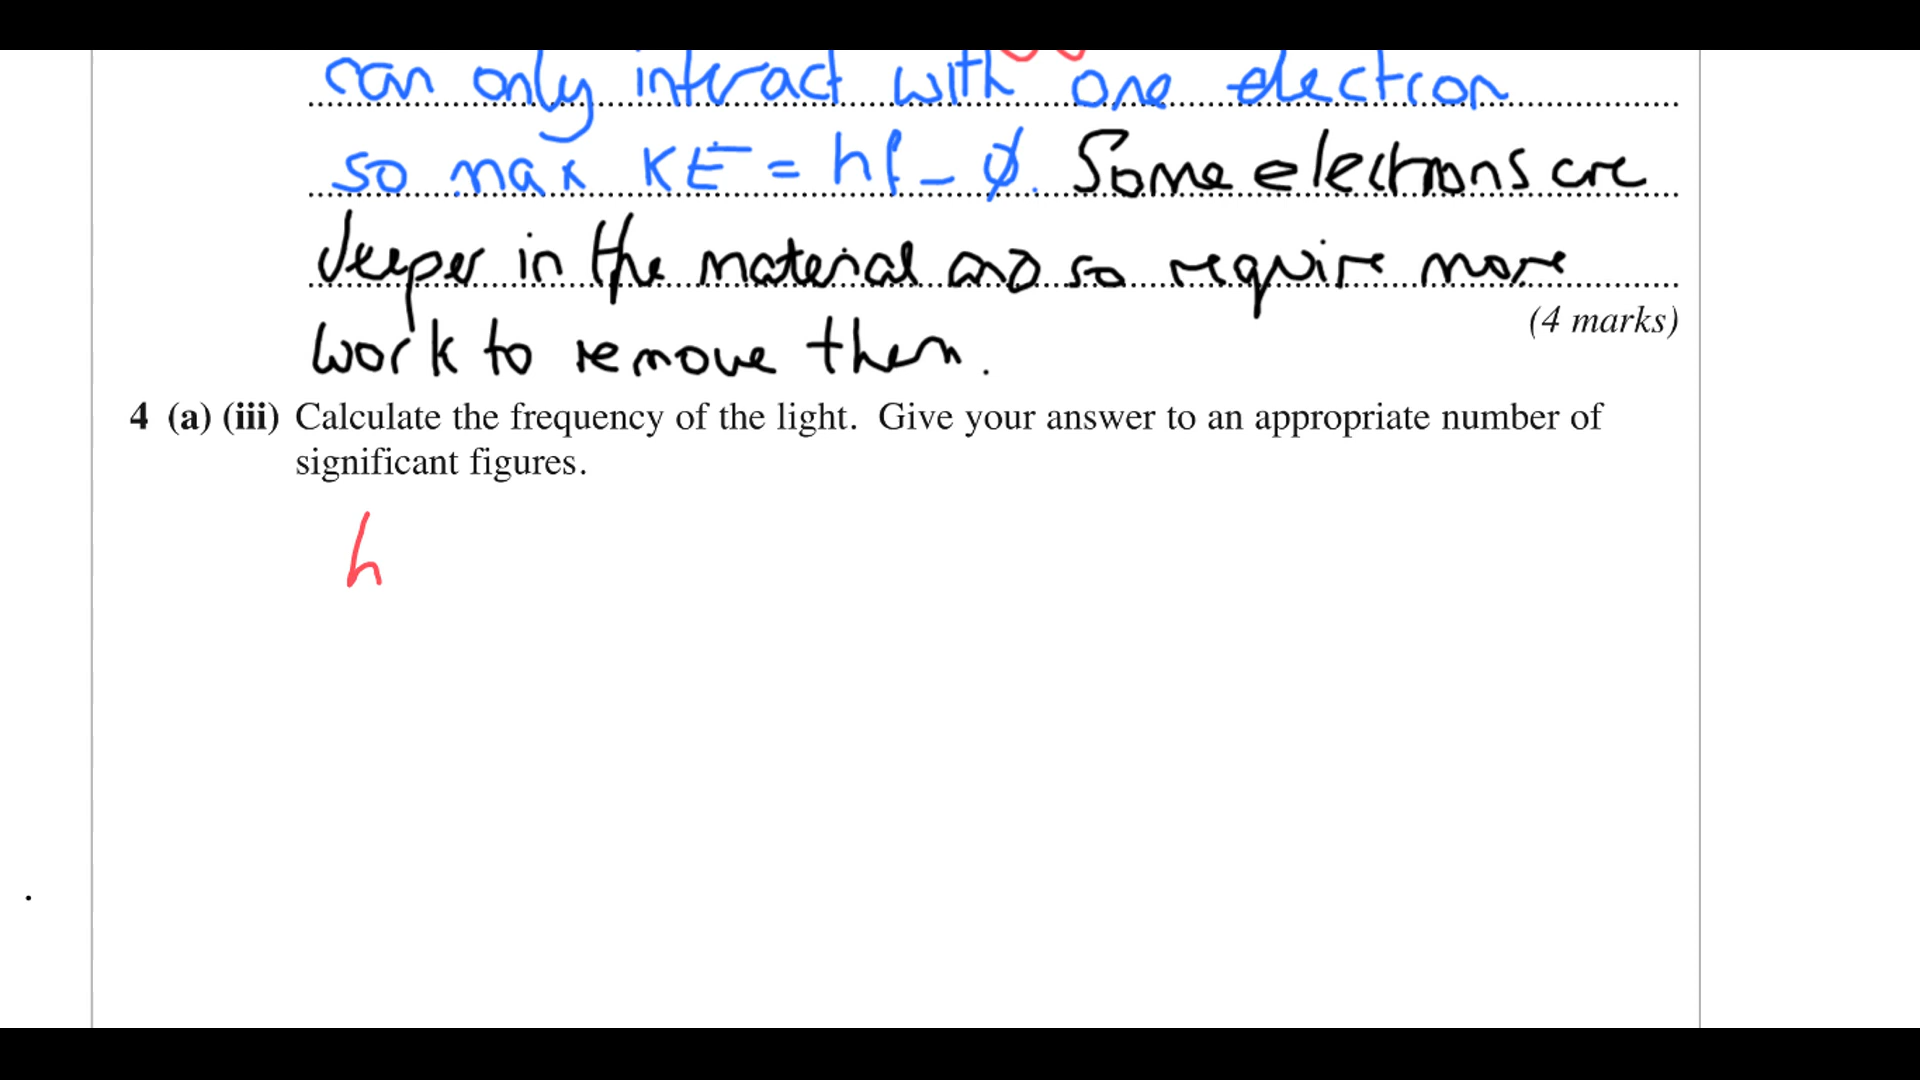 can only interact with one electron
so max KE = hf - φ. Some electrons are
deeper in the material and so require more
(4 marks)
work to remove them.
4 (a) (iii) Calculate the frequency of the light. Give your answer to an appropriate number of
significant figures.
h